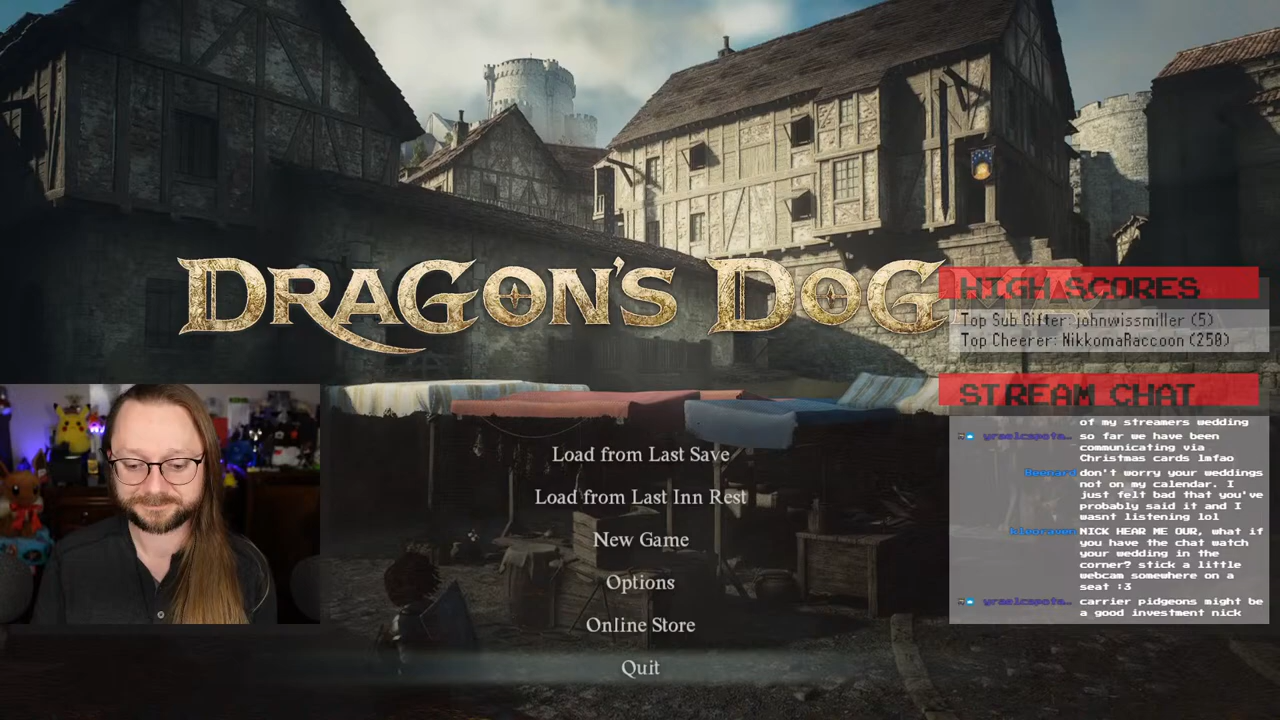 DRAGON'S DOG
HIGH SCORES
Top Sub Gifter: johnwissmiller (5)
Top Cheerer: NikkomaRaccoon (250)
STREAM CHAT
of my streamers wedding
so far we have been
communicating via
Christmas cards lmfao
don't worry your weddings
not on my calendar. I
just felt bad that you've
probably said it and I
wasnt listening lol
NICK HEAR ME OUR, what if
you have the chat watch
your wedding in the
corner? stick a little
webcam somewhere on a
seat :3
carrier pidgeons might be
a good investment nick
Load from Last Save
Load from Last Inn Rest
New Game
Options
Online Store
Quit